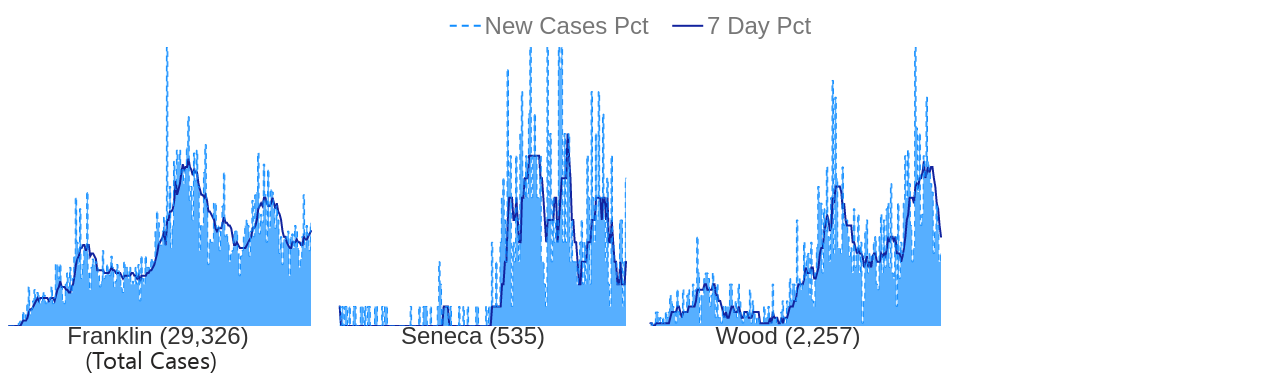 New Cases Pct 7 Day Pct
Franklin (29,326) Seneca (535) Wood (2,257)
(Total Cases)